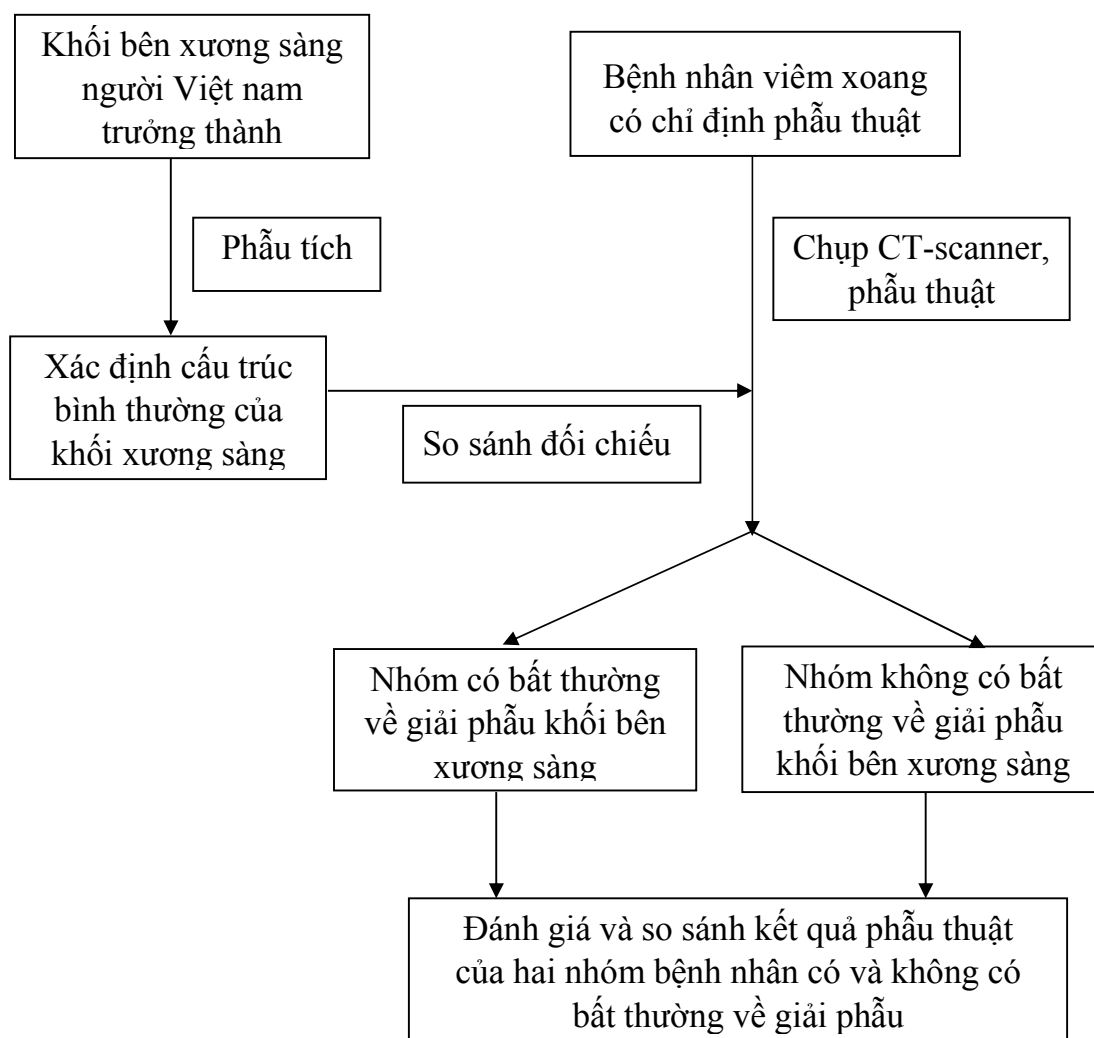 Khối bên xương sàng
người Việt nam
trưởng thành
Bệnh nhân viêm xoang
có chỉ định phẫu thuật
Phẫu tích
Chụp CT-scanner,
phẫu thuật
Xác định cấu trúc
bình thường của
khối xương sàng
So sánh đối chiếu
Nhóm có bất thường
về giải phẫu khối bên
xương sàng
Nhóm không có bất
thường về giải phẫu
khối bên xương sàng
Đánh giá và so sánh kết quả phẫu thuật
của hai nhóm bệnh nhân có và không có
bất thường về giải phẫu